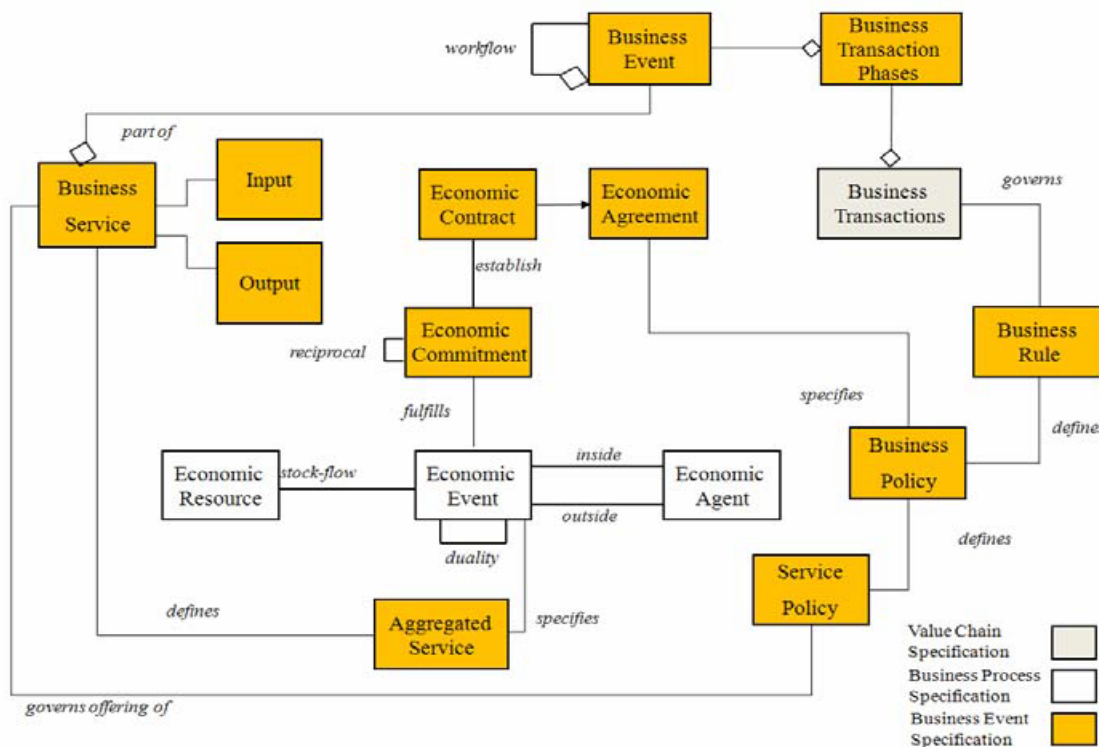 workflow
Business
Event
Business
Transaction
Phases
part of
Business
Service
Input
Output
Economic
Contract
Economic
Agreement
Business
Transactions
governs
establish
reciprocal
Economic
Commitment
Business
Rule
fulfills
specifies
defines
Business
Policy
Economic
Resource
stock-flow
Economic
Event
inside
outside
Economic
Agent
duality
defines
Service
Policy
defines
Aggregated
Service
specifies
governs offering of
Value Chain
Specification
Business Process
Specification
Business Event
Specification